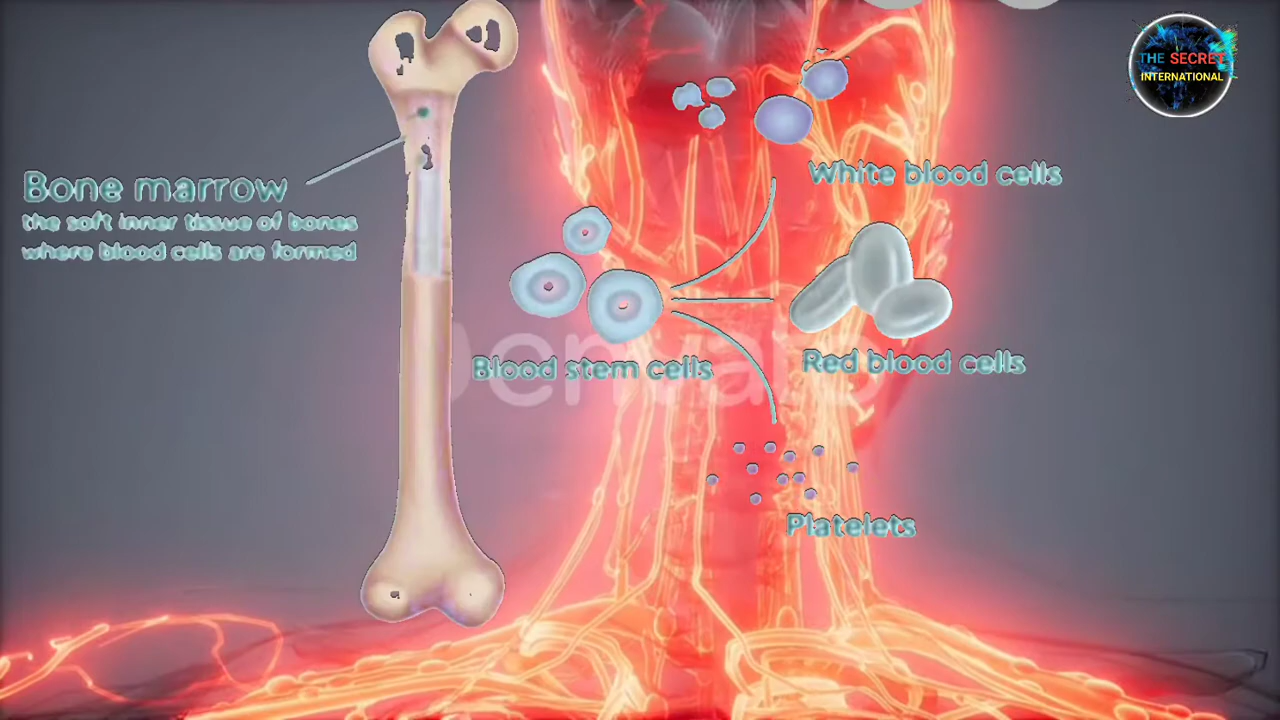 THE SECRET
INTERNATIONAL
White blood cells
Bone marrow
the soft inner tissue of bones
where blood cells are formed
Blood stem cells
Red blood cells
Platelets
envato